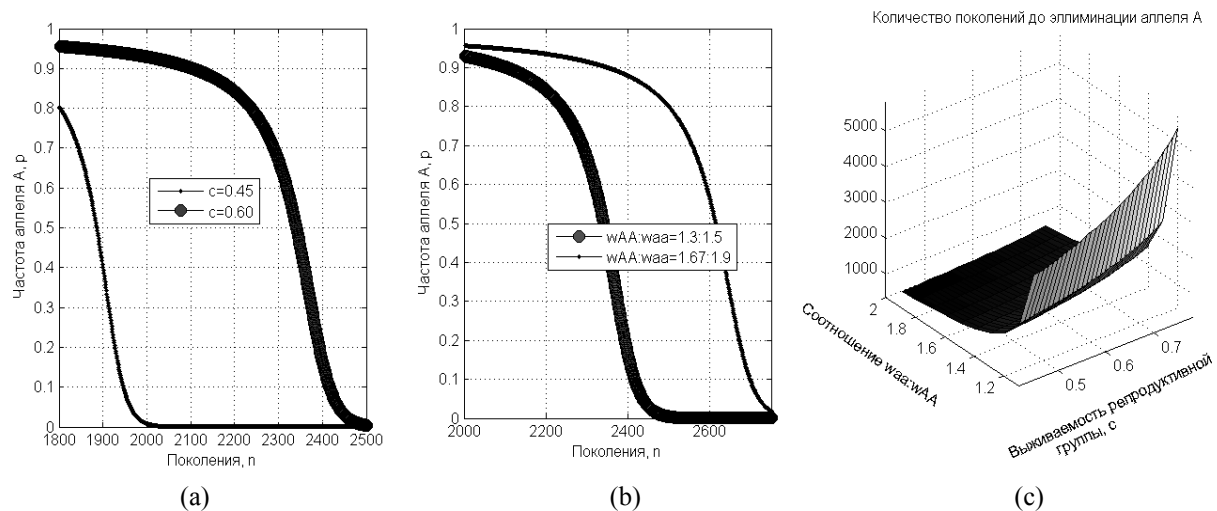 1
0.9
0.8
0.7
0.6
0.5
0.4
0.3
0.2
0.1
0
Частота аллеля A, p
c=0.45
c=0.60
1800 1900 2000 2100 2200 2300 2400 2500
Поколения, n
(a)
1
0.9
0.8
0.7
0.6
0.5
0.4
0.3
0.2
0.1
0
Частота аллеля A, p
wAA:waa=1.3:1.5
wAA:waa=1.67:1.9
2000 2200 2400 2600
Поколения, n
(b)
Количество поколений до эллиминации аллеля A
5000
4000
3000
2000
1000
2
1.8
1.6
1.4
1.2
Соотношение waa:wAA
0.5
0.6
0.7
Выживаемость репродуктивной
группы, c
(c)